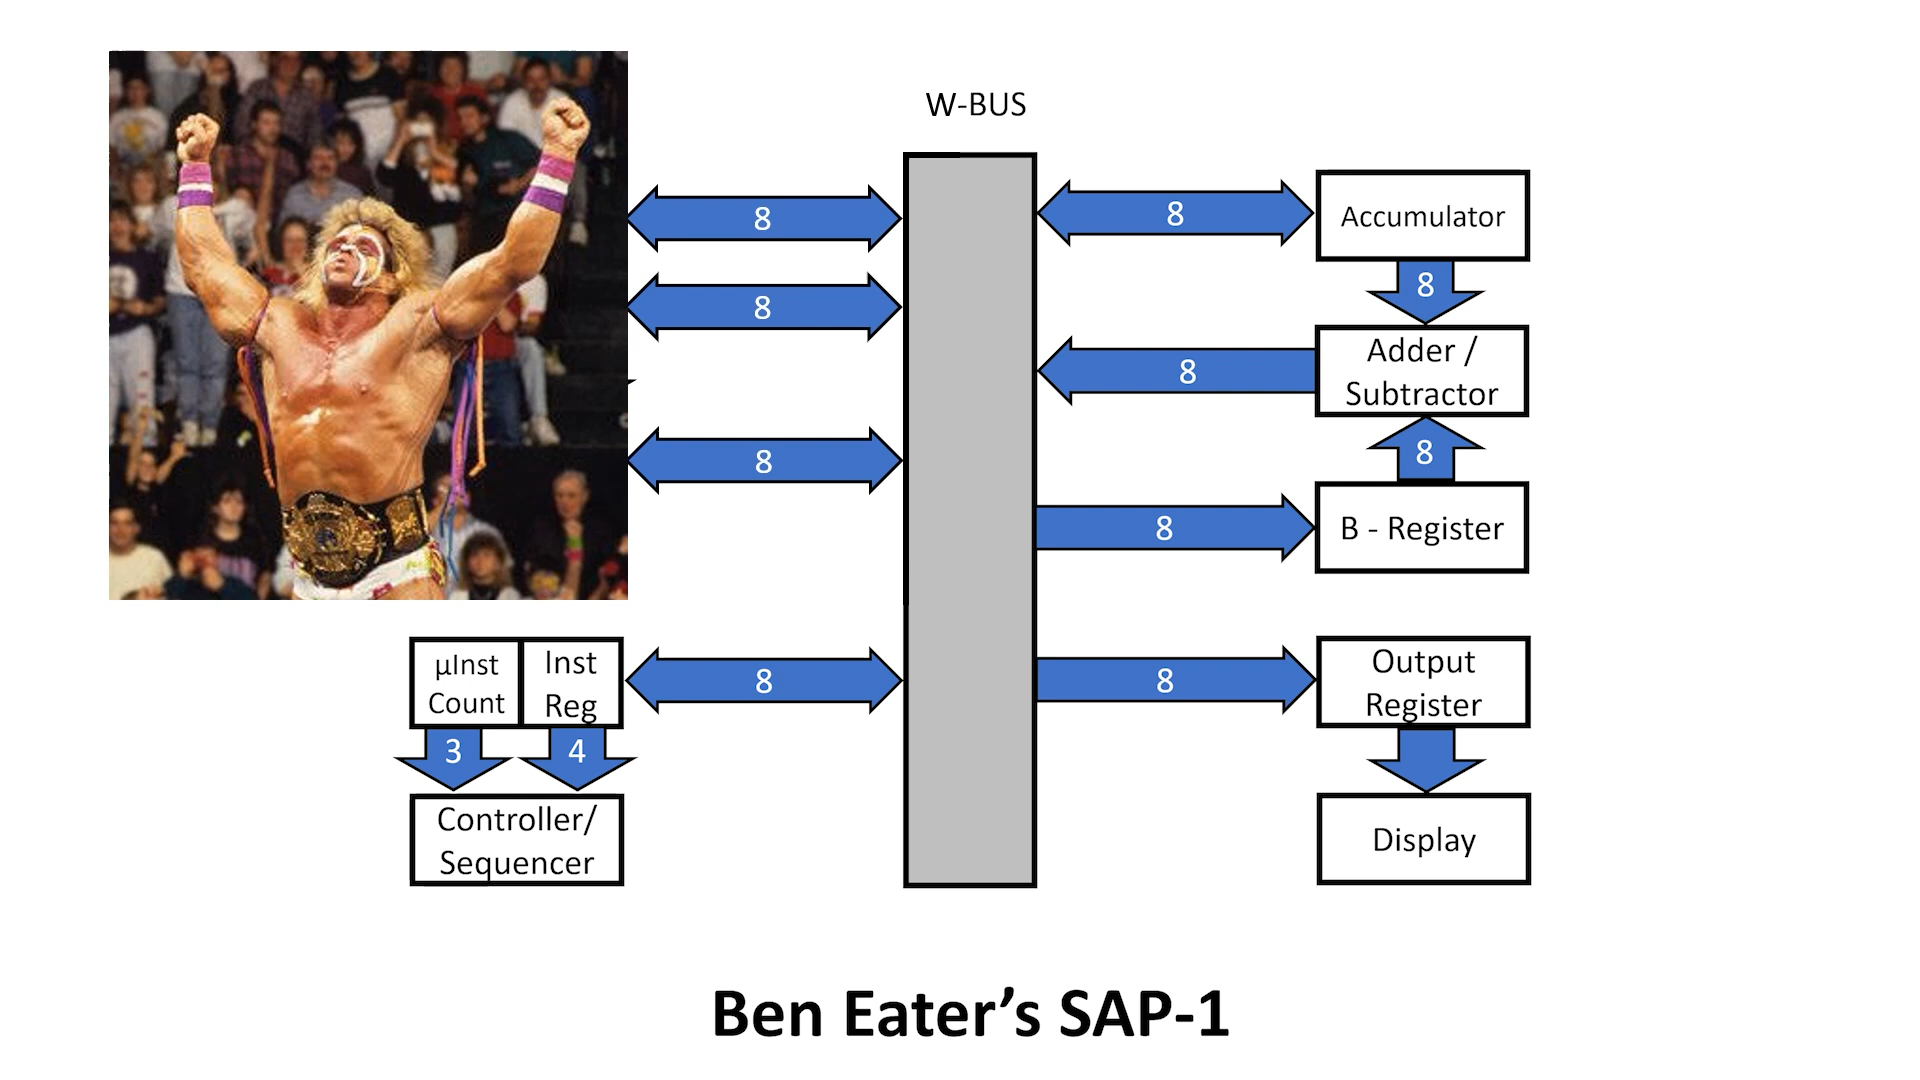 W-BUS
8
8
Accumulator
8
8
Adder /
Subtractor
8
8
8
8
B - Register
µInst
Count
Inst
Reg
8
8
Output
Register
3
4
Controller/
Sequencer
Display
Ben Eater’s SAP-1